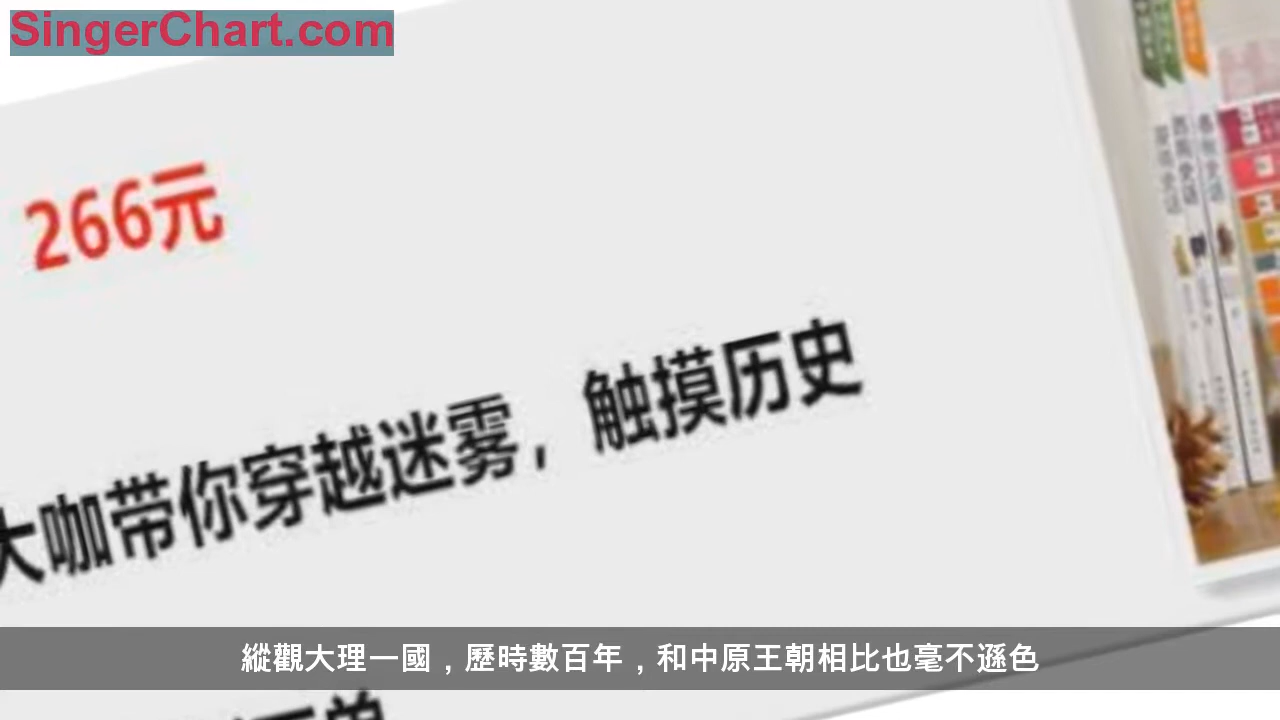 SingerChart.com
266元
大咖带你穿越迷雾，触摸历史
縱觀大理一國，歷時數百年，和中原王朝相比也毫不遜色